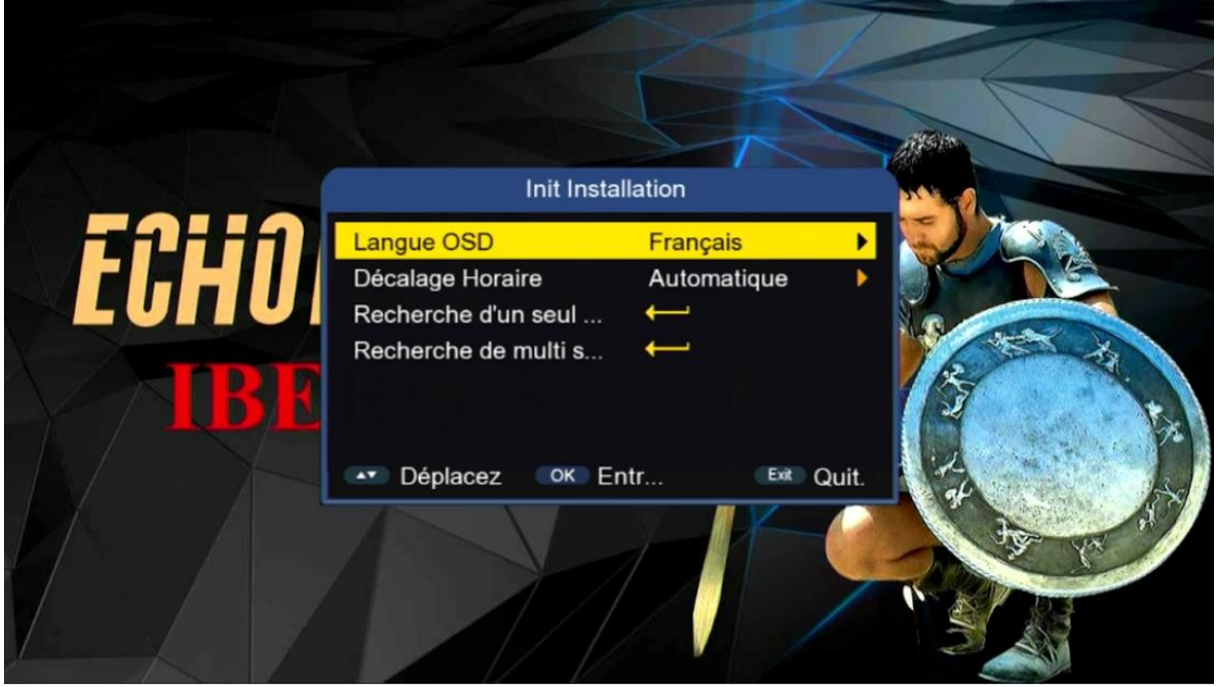 Init Installation
Langue OSD Français
Décalage Horaire Automatique
Recherche d'un seul ...
Recherche de multi s...
Déplacez OK Entr... Exit Quit.
ECHO
IBE